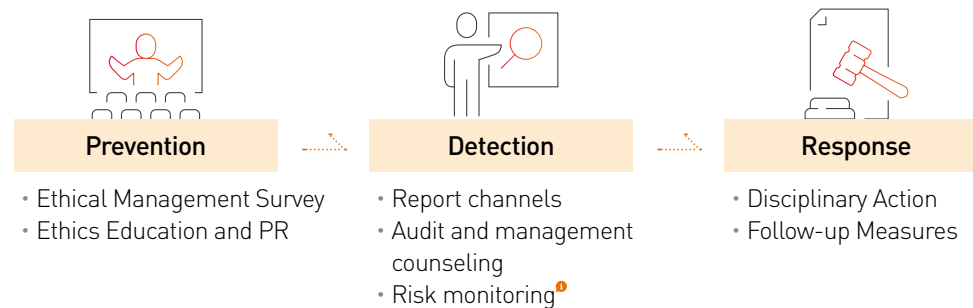 Prevention
· Ethical Management Survey
· Ethics Education and PR
Detection
· Report channels
· Audit and management
counseling
· Risk monitoring
Response
· Disciplinary Action
· Follow-up Measures